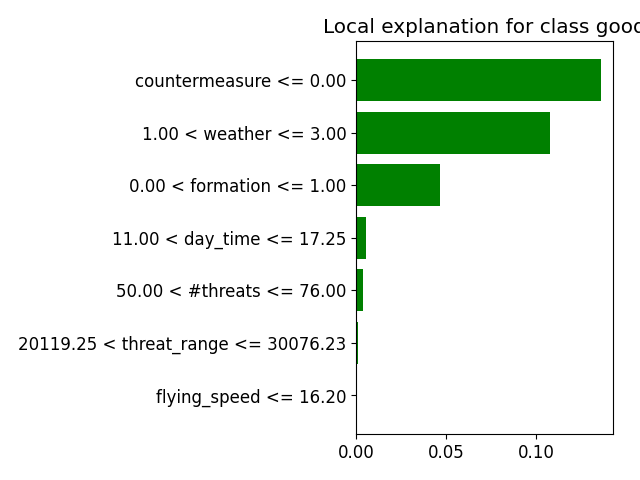 Local explanation for class good
countermeasure <= 0.00
1.00 < weather <= 3.00
0.00 < formation <= 1.00
11.00 < day_time <= 17.25
50.00 < #threats <= 76.00
20119.25 < threat_range <= 30076.23
flying_speed <= 16.20
0.00 0.05 0.10